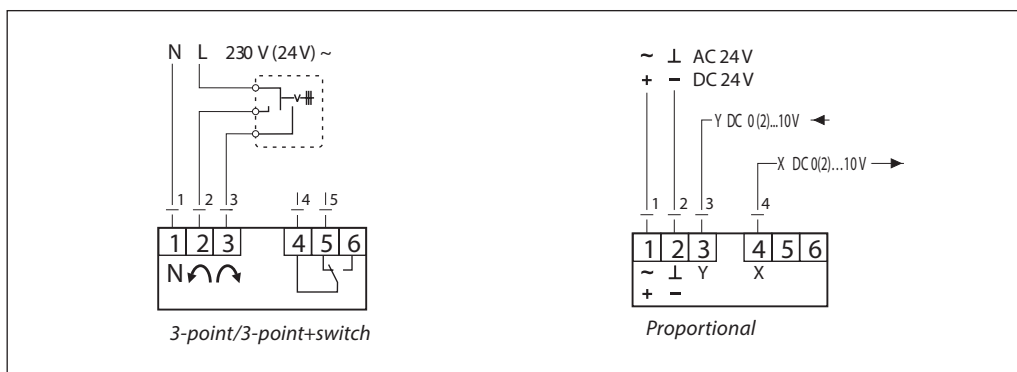 N L 230 V (24V) ~
1 2 3 4 5
1 2 3 4 5 6
N
3-point/3-point+switch
~ ⊥ AC 24 V
+ − DC 24 V
Y DC 0 (2)...10V
X DC 0(2)...10 V
1 2 3 4
1 2 3 4 5 6
~ ⊥ Y X
+ −
Proportional